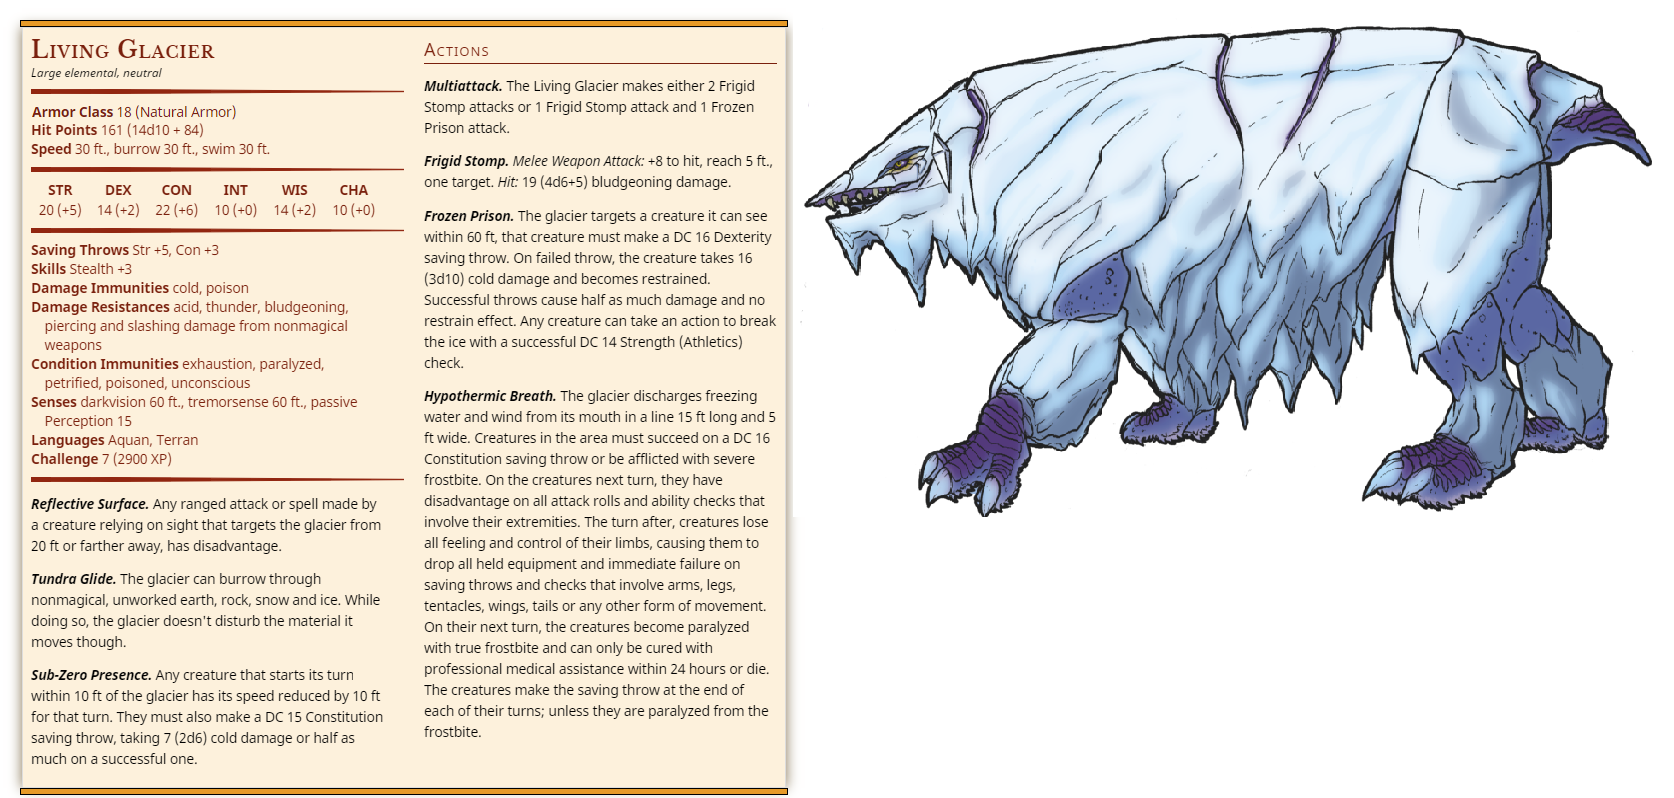 Living Glacier
Large elemental, neutral
Armor Class 18 (Natural Armor)
Hit Points 161 (14d10 + 84)
Speed 30 ft., burrow 30 ft., swim 30 ft.
STR DEX CON INT WIS CHA
20 (+5) 14 (+2) 22 (+6) 10 (+0) 14 (+2) 10 (+0)
Saving Throws Str +5, Con +3
Skills Stealth +3
Damage Immunities cold, poison
Damage Resistances acid, thunder, bludgeoning,
piercing and slashing damage from nonmagical
weapons
Condition Immunities exhaustion, paralyzed,
petrified, poisoned, unconscious
Senses darkvision 60 ft., tremorsense 60 ft., passive
Perception 15
Languages Aquan, Terran
Challenge 7 (2900 XP)
Reflective Surface. Any ranged attack or spell made by
a creature relying on sight that targets the glacier from
20 ft or farther away, has disadvantage.
Tundra Glide. The glacier can burrow through
nonmagical, unworked earth, rock, snow and ice. While
doing so, the glacier doesn't disturb the material it
moves though.
Sub-Zero Presence. Any creature that starts its turn
within 10 ft of the glacier has its speed reduced by 10 ft
for that turn. They must also make a DC 15 Constitution
saving throw, taking 7 (2d6) cold damage or half as
much on a successful one.
Actions
Multiattack. The Living Glacier makes either 2 Frigid
Stomp attacks or 1 Frigid Stomp attack and 1 Frozen
Prison attack.
Frigid Stomp. Melee Weapon Attack: +8 to hit, reach 5 ft.,
one target. Hit: 19 (4d6+5) bludgeoning damage.
Frozen Prison. The glacier targets a creature it can see
within 60 ft, that creature must make a DC 16 Dexterity
saving throw. On failed throw, the creature takes 16
(3d10) cold damage and becomes restrained.
Successful throws cause half as much damage and no
restrain effect. Any creature can take an action to break
the ice with a successful DC 14 Strength (Athletics)
check.
Hypothermic Breath. The glacier discharges freezing
water and wind from its mouth in a line 15 ft long and 5
ft wide. Creatures in the area must succeed on a DC 16
Constitution saving throw or be afflicted with severe
frostbite. On the creatures next turn, they have
disadvantage on all attack rolls and ability checks that
involve their extremities. The turn after, creatures lose
all feeling and control of their limbs, causing them to
drop all held equipment and immediate failure on
saving throws and checks that involve arms, legs,
tentacles, wings, tails or any other form of movement.
On their next turn, the creatures become paralyzed
with true frostbite and can only be cured with
professional medical assistance within 24 hours or die.
The creatures make the saving throw at the end of
each of their turns; unless they are paralyzed from the
frostbite.